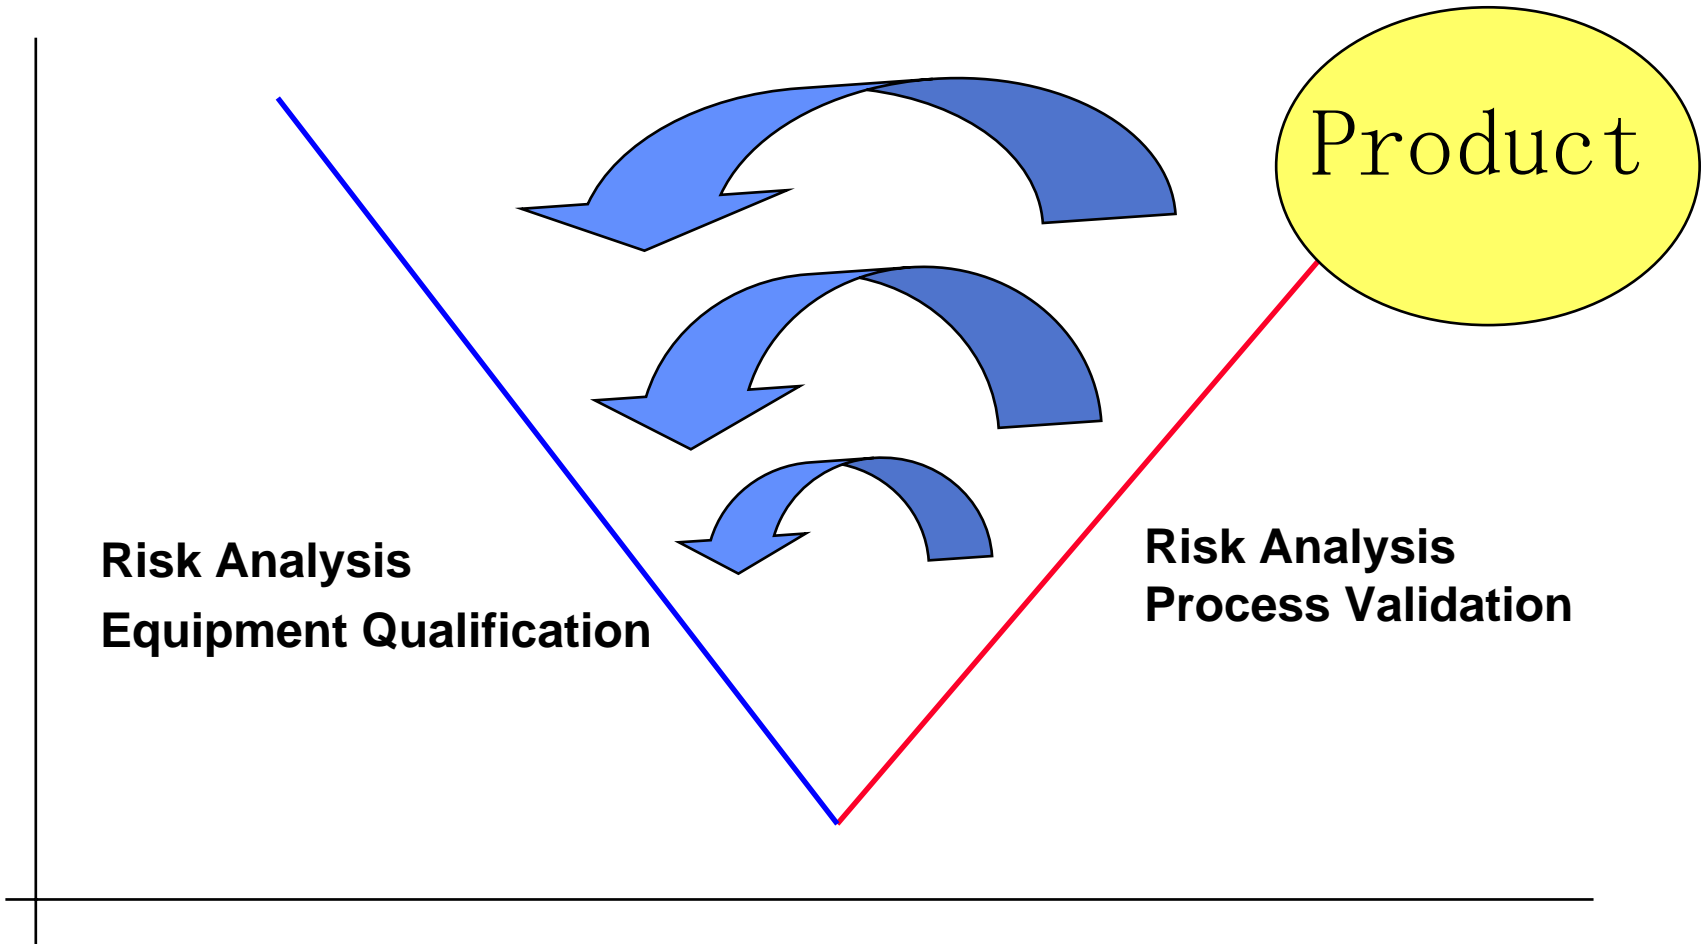 Product
Risk Analysis
Equipment Qualification
Risk Analysis
Process Validation